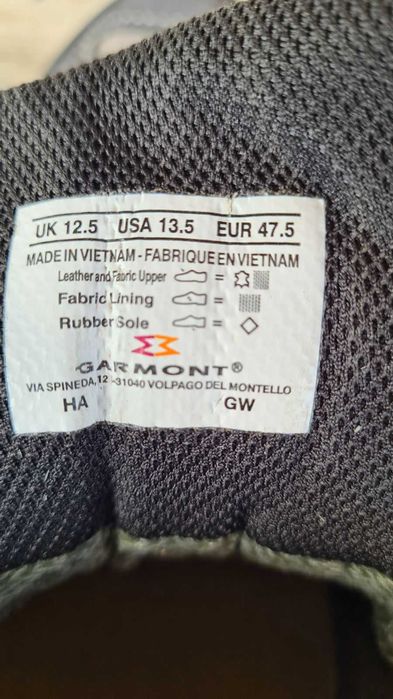 UK 12.5 USA 13.5 EUR 47.5
MADE IN VIETNAM - FABRIQUE EN VIETNAM
Leather and Fabric Upper =
Fabric Lining =
Rubber Sole =
GARMONT®
VIA SPINEDA,12 -31040 VOLPAGO DEL MONTELLO
HA GW